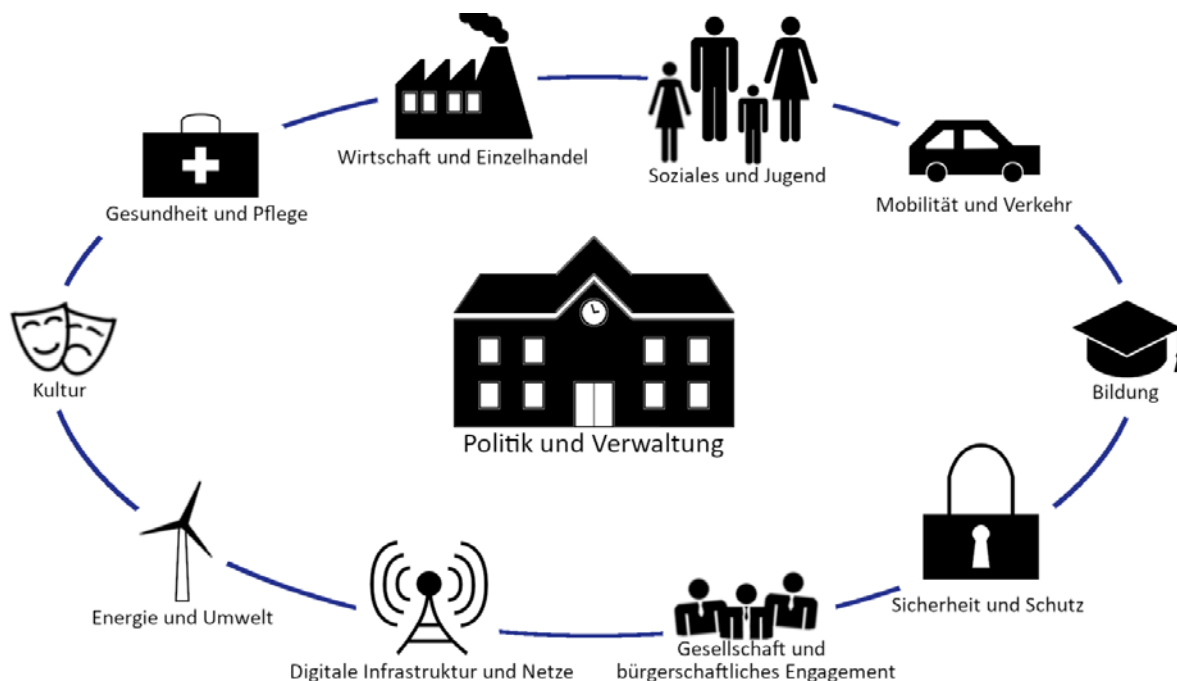 Wirtschaft und Einzelhandel
Soziales und Jugend
Mobilität und Verkehr
Gesundheit und Pflege
Kultur
Bildung
Politik und Verwaltung
Energie und Umwelt
Sicherheit und Schutz
Digitale Infrastruktur und Netze
Gesellschaft und
bürgerschaftliches Engagement